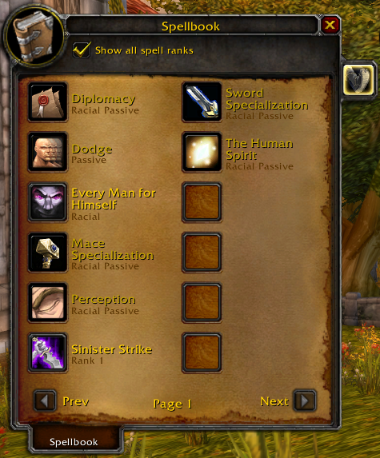 Spellbook
Show all spell ranks
Diplomacy
Racial Passive
Dodge
Passive
Every Man for
Himself
Racial
Mace
Specialization
Racial Passive
Perception
Racial Passive
Sinister Strike
Rank 1
Sword
Specialization
Racial Passive
The Human
Spirit
Racial Passive
Prev
Page 1
Next
Spellbook